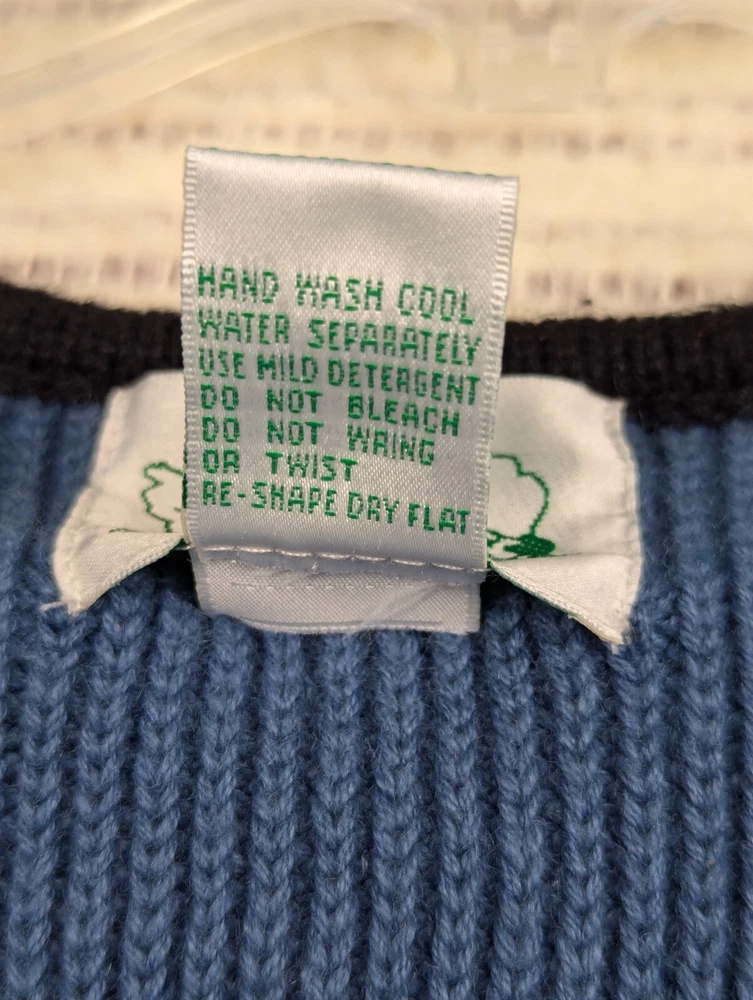 HAND WASH COOL
WATER SEPARATELY
USE MILD DETERGENT
DO NOT BLEACH
DO NOT WRING
OR TWIST
RE-SHAPE DRY FLAT